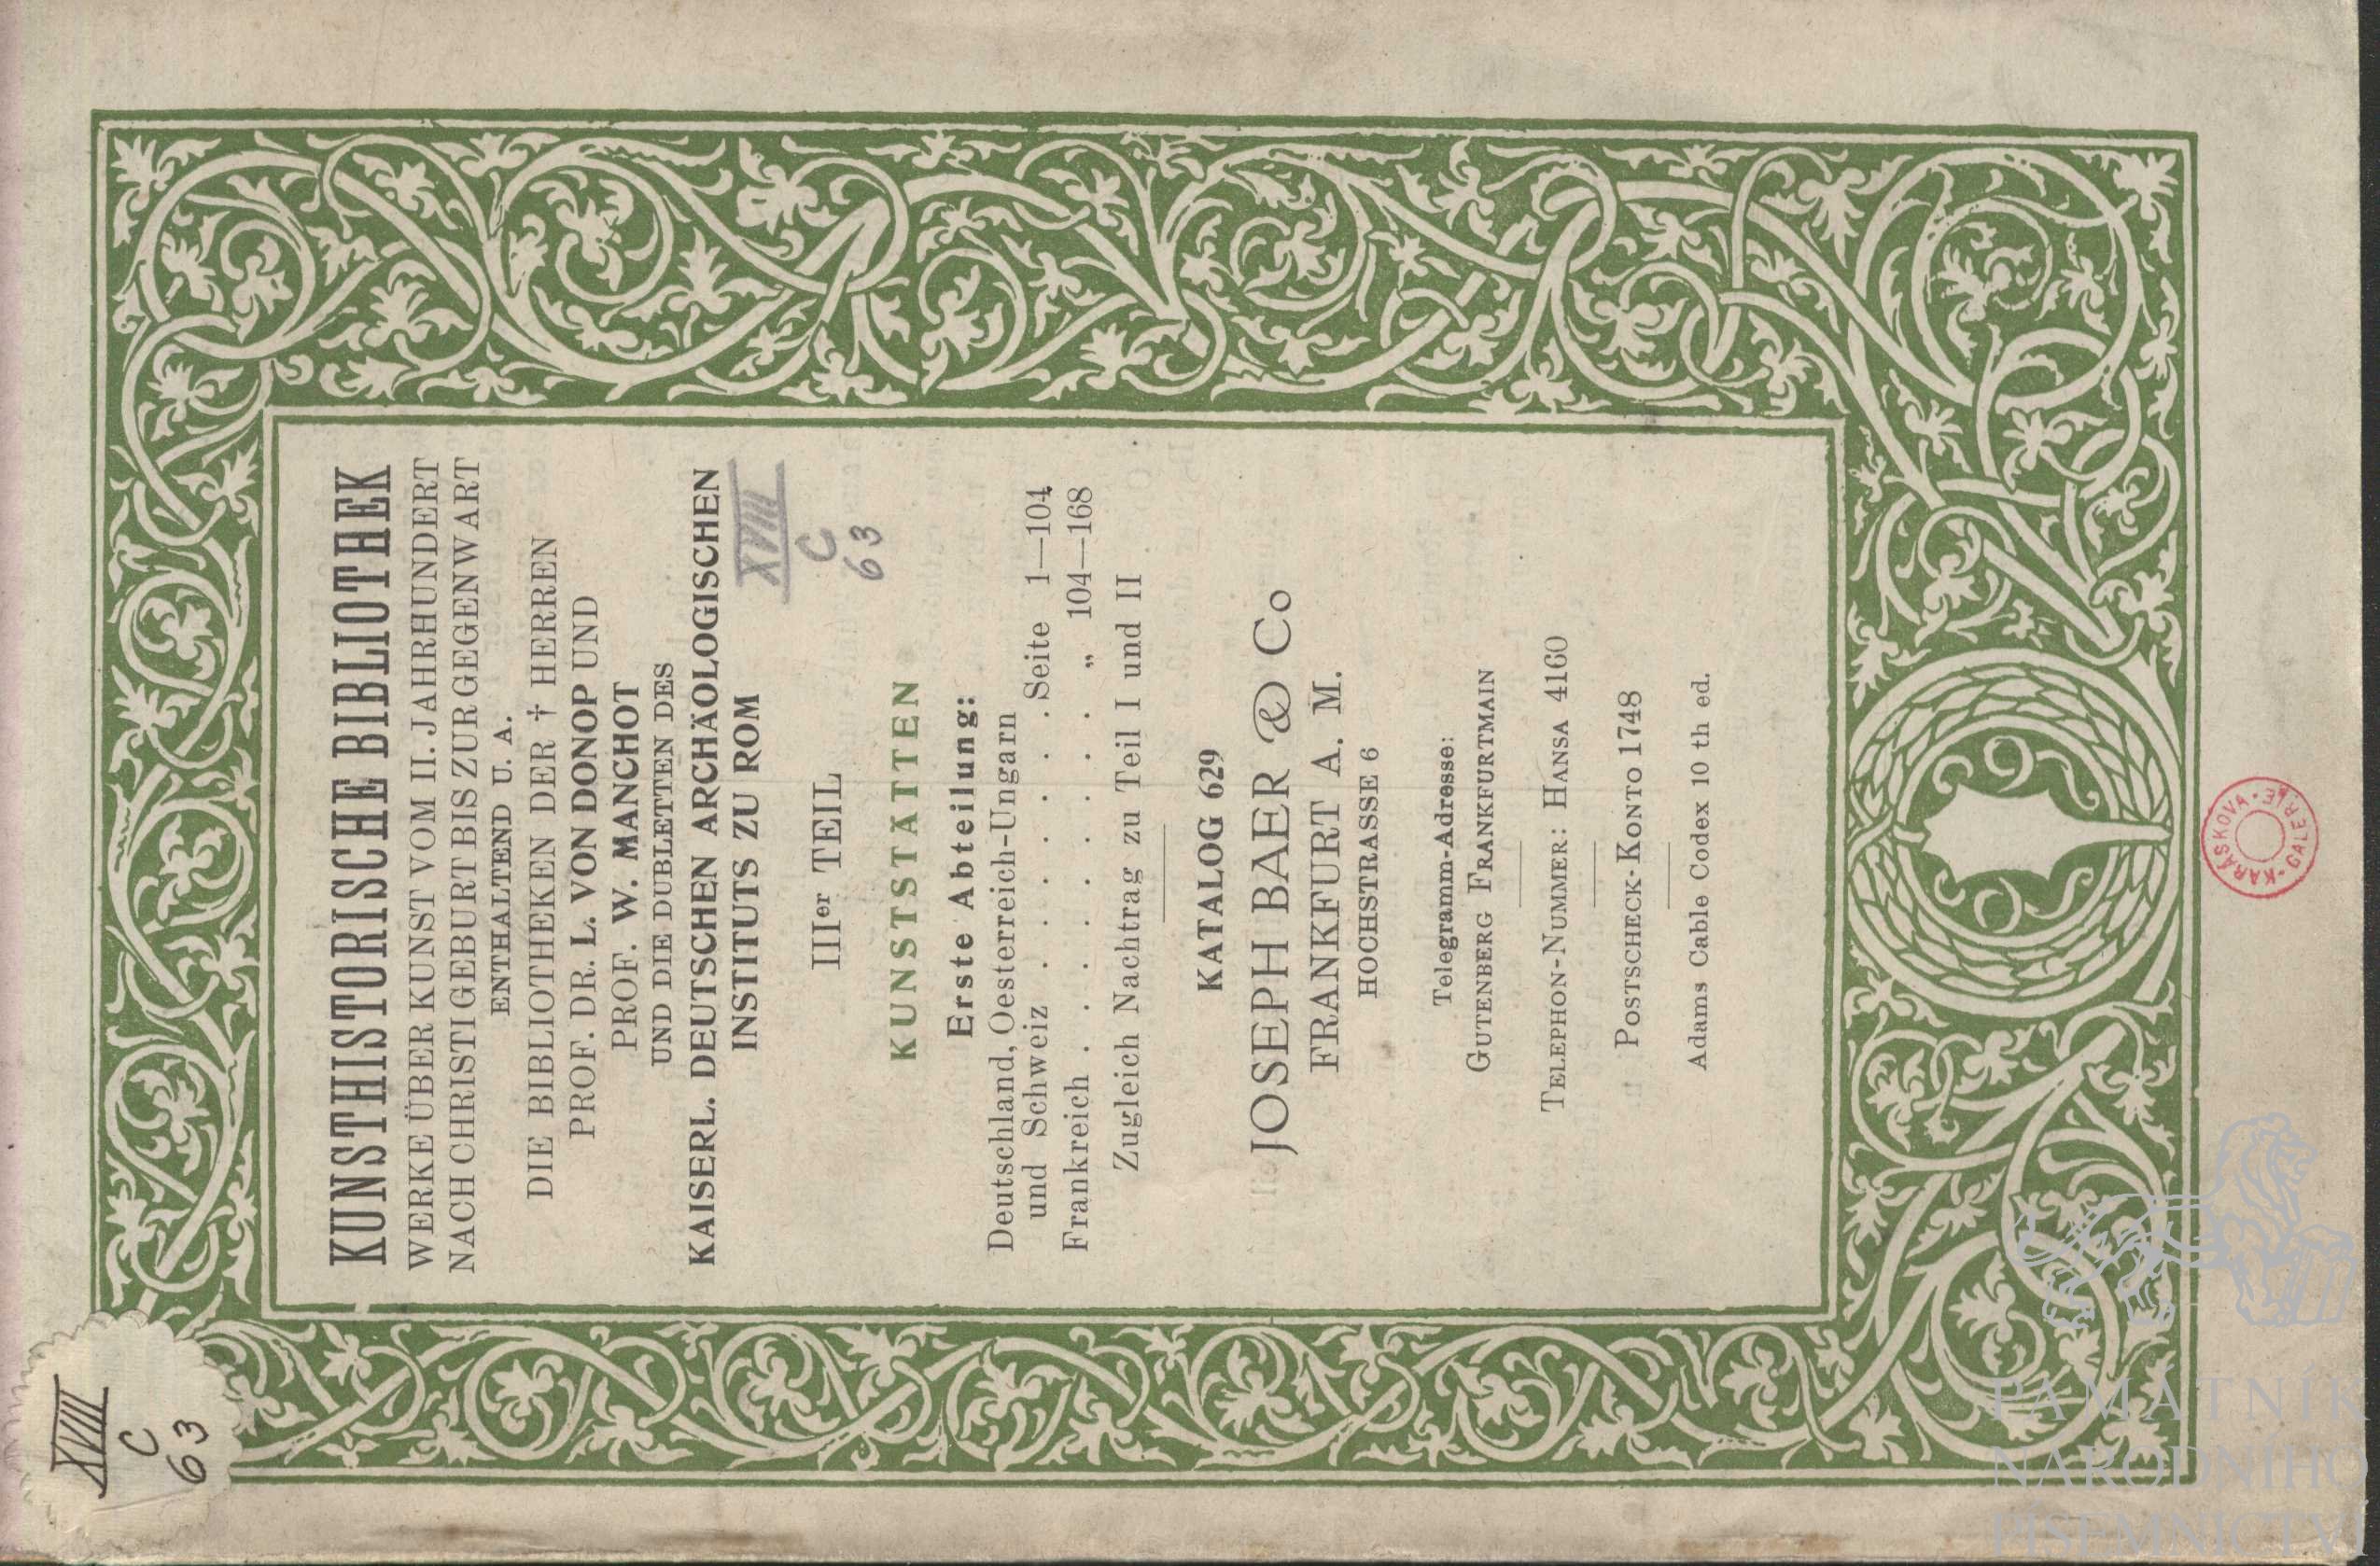 XVIII
C
63
KUNSTHISTORISCHE BIBLIOTHEK
WERKE ÜBER KUNST VOM II. JAHRHUNDERT
NACH CHRISTI GEBURT BIS ZUR GEGENWART
ENTHALTEND U. A.
DIE BIBLIOTHEKEN DER † HERREN
PROF. DR. L. VON DONOP UND
PROF. W. MANCHOT
UND DIE DUBLETTEN DES
KAISERL. DEUTSCHEN ARCHÄOLOGISCHEN
INSTITUTS ZU ROM
XVIII
C
63
IIIer TEIL
KUNSTSTÄTTEN
Erste Abteilung:
Deutschland, Oesterreich-Ungarn
und Schweiz . . . . . . . . Seite 1—104
Frankreich . . . . . . . . . „ 104—168
Zugleich Nachtrag zu Teil I und II
KATALOG 629
JOSEPH BAER & Co
FRANKFURT A. M.
HOCHSTRASSE 6
Telegramm-Adresse:
GUTENBERG FRANKFURTMAIN
TELEPHON-NUMMER: HANSA 4160
POSTSCHECK-KONTO 1748
Adams Cable Codex 10 th ed.
KARÁSKOVA • GALERIE •
PAMÁTNÍK
NÁRODNÍHO
PÍSEMNICTVÍ